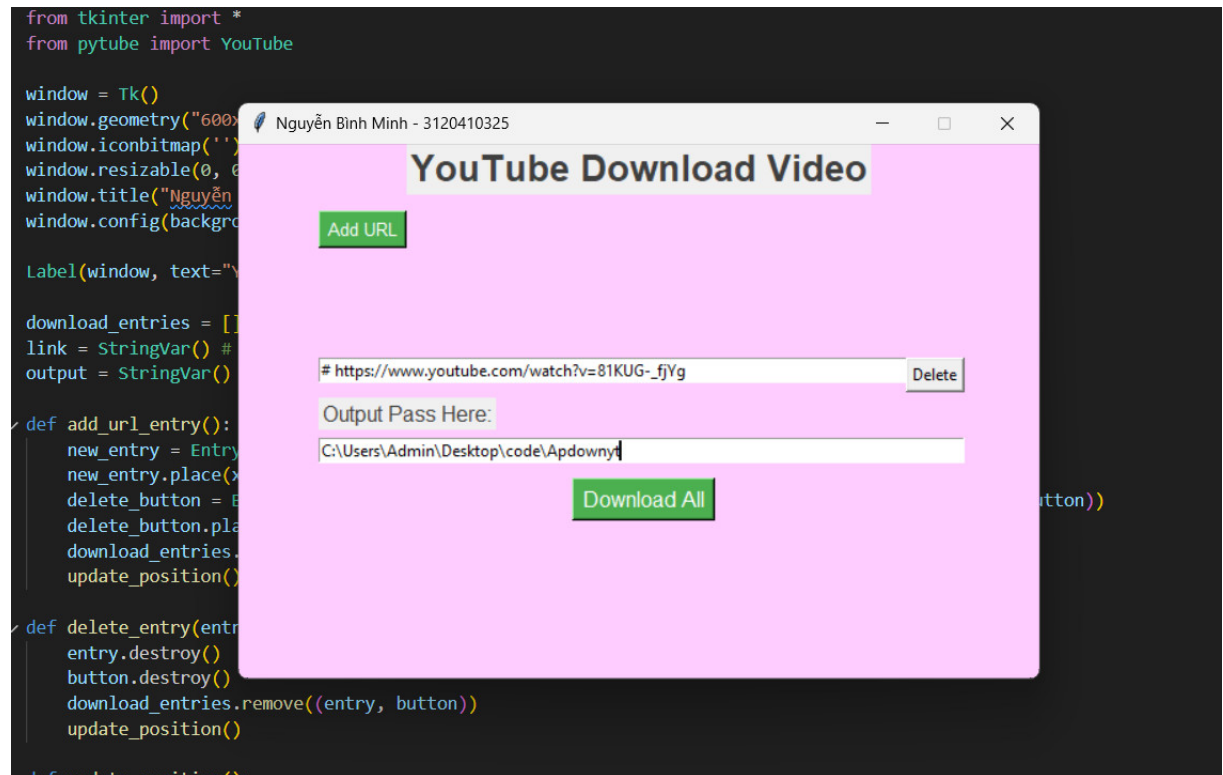 from tkinter import *
from pytube import YouTube
window = Tk()
window.geometry("600x
window.iconbitmap('')
window.resizable(0, 0
window.title("Nguyễn
window.config(backgro
Label(window, text="Y
download_entries = []
link = StringVar() #
output = StringVar()
def add_url_entry():
new_entry = Entry
new_entry.place(x
delete_button = B
tton))
delete_button.pla
download_entries.
update_position()
def delete_entry(entr
entry.destroy()
button.destroy()
download_entries.remove((entry, button))
update_position()
Nguyễn Bình Minh - 3120410325
YouTube Download Video
Add URL
# https://www.youtube.com/watch?v=81KUG-_fjYg
Delete
Output Pass Here:
C:\Users\Admin\Desktop\code\Apdownyt
Download All